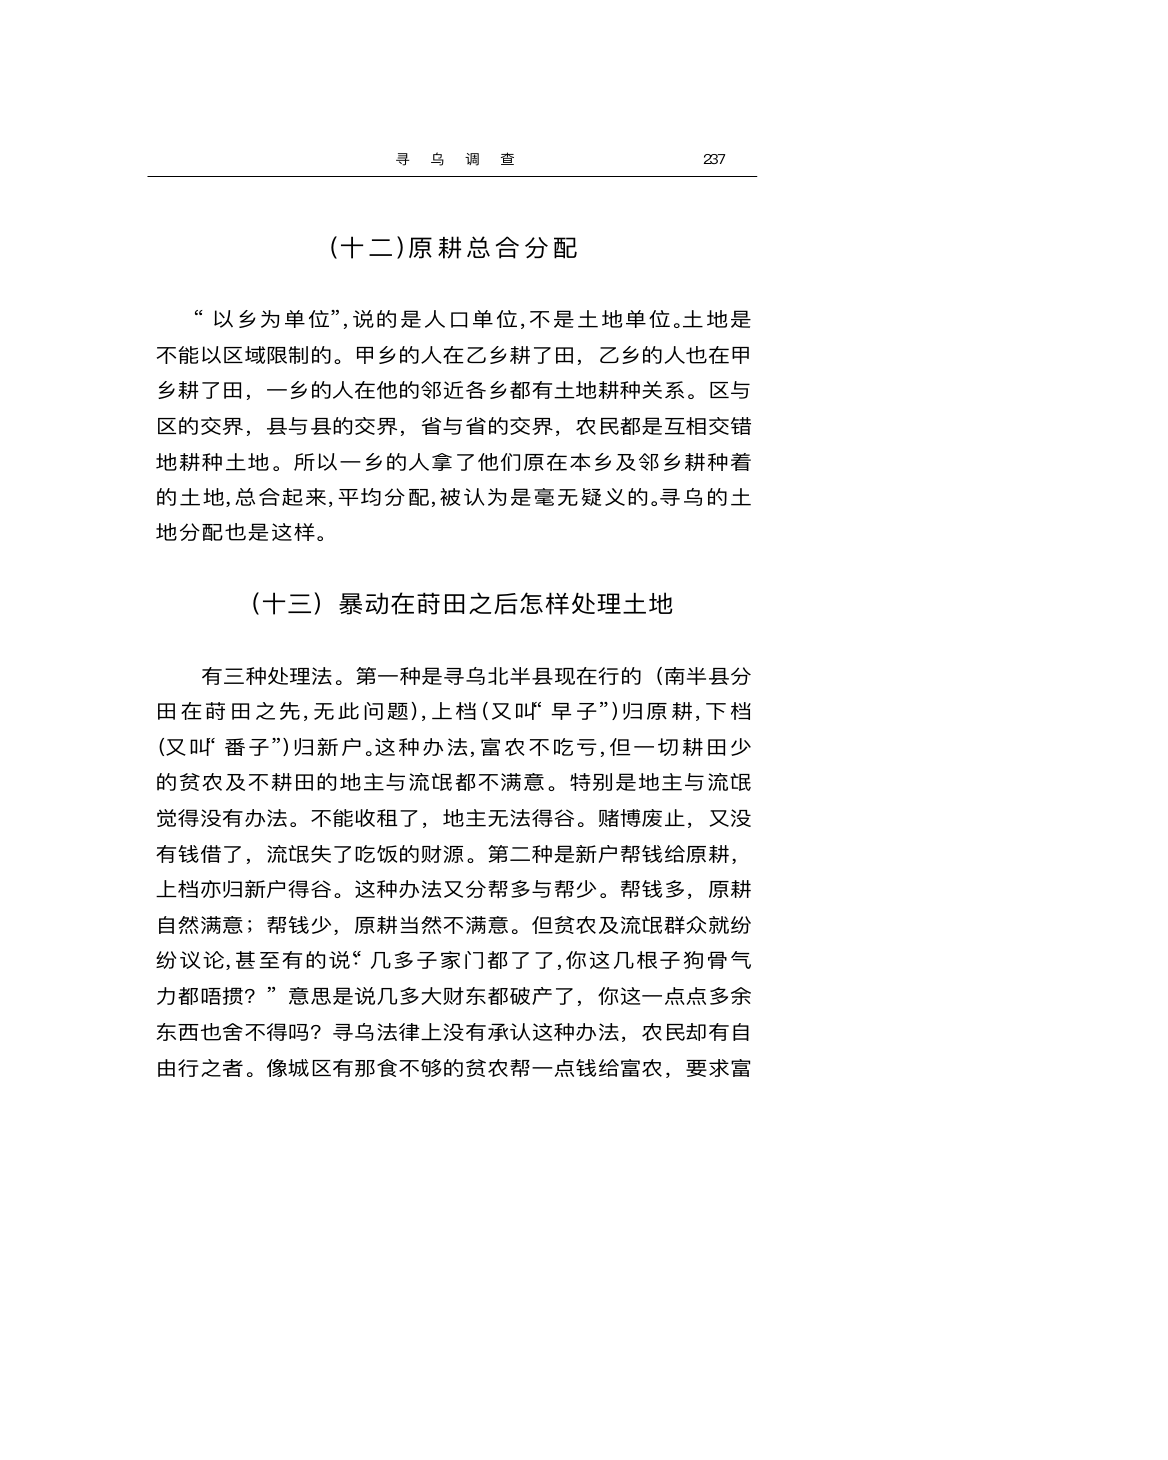 寻乌调查 237
(十二)原耕总合分配
“以乡为单位”,说的是人口单位,不是土地单位。土地是
不能以区域限制的。甲乡的人在乙乡耕了田，乙乡的人也在甲
乡耕了田，一乡的人在他的邻近各乡都有土地耕种关系。区与
区的交界，县与县的交界，省与省的交界，农民都是互相交错
地耕种土地。所以一乡的人拿了他们原在本乡及邻乡耕种着
的土地,总合起来,平均分配,被认为是毫无疑义的。寻乌的土
地分配也是这样。
(十三）暴动在莳田之后怎样处理土地
有三种处理法。第一种是寻乌北半县现在行的（南半县分
田在莳田之先,无此问题),上档(又叫“早子”)归原耕,下档
(又叫“番子”)归新户。这种办法,富农不吃亏,但一切耕田少
的贫农及不耕田的地主与流氓都不满意。特别是地主与流氓
觉得没有办法。不能收租了，地主无法得谷。赌博废止，又没
有钱借了，流氓失了吃饭的财源。第二种是新户帮钱给原耕，
上档亦归新户得谷。这种办法又分帮多与帮少。帮钱多，原耕
自然满意；帮钱少，原耕当然不满意。但贫农及流氓群众就纷
纷议论,甚至有的说:“几多子家门都了了,你这几根子狗骨气
力都唔掼？”意思是说几多大财东都破产了，你这一点点多余
东西也舍不得吗？寻乌法律上没有承认这种办法，农民却有自
由行之者。像城区有那食不够的贫农帮一点钱给富农，要求富